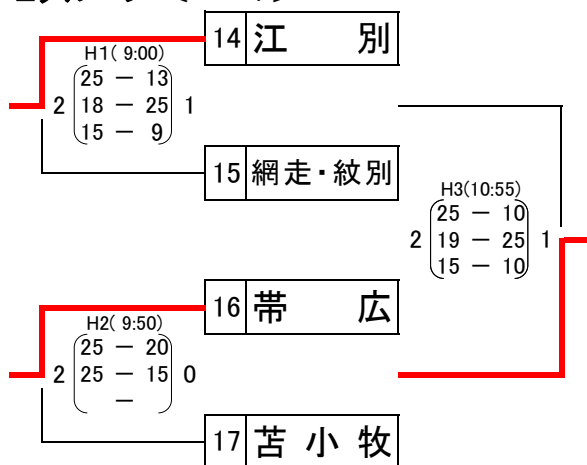 14 江 別
H1( 9:00)
25 － 13
2 18 － 25 1
15 － 9
15 網走・紋別
H3(10:55)
25 － 10
2 19 － 25 1
15 － 10
16 帯 広
H2( 9:50)
25 － 20
2 25 － 15 0
－
17 苫 小 牧